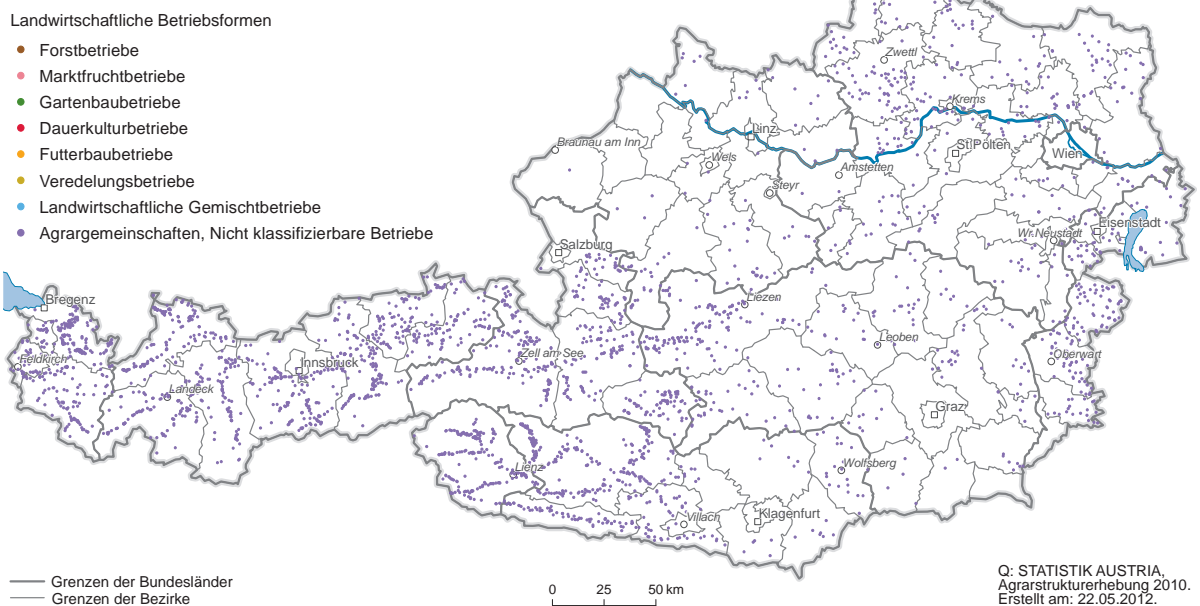 Landwirtschaftliche Betriebsformen
Forstbetriebe
Marktfruchtbetriebe
Gartenbaubetriebe
Dauerkulturbetriebe
Futterbaubetriebe
Veredelungsbetriebe
Landwirtschaftliche Gemischtbetriebe
Agrargemeinschaften, Nicht klassifizierbare Betriebe
Zwettl
Krems
Linz
Braunau am Inn
St.Pölten
Wien
Wels
Amstetten
Steyr
Eisenstadt
Wr.Neustadt
Salzburg
Bregenz
Liezen
Leoben
Feldkirch
Zell am See
Oberwart
Innsbruck
Landeck
Graz
Wolfsberg
Lienz
Villach
Klagenfurt
Grenzen der Bundesländer
Grenzen der Bezirke
0 25 50 km
Q: STATISTIK AUSTRIA,
Agrarstrukturerhebung 2010.
Erstellt am: 22.05.2012.